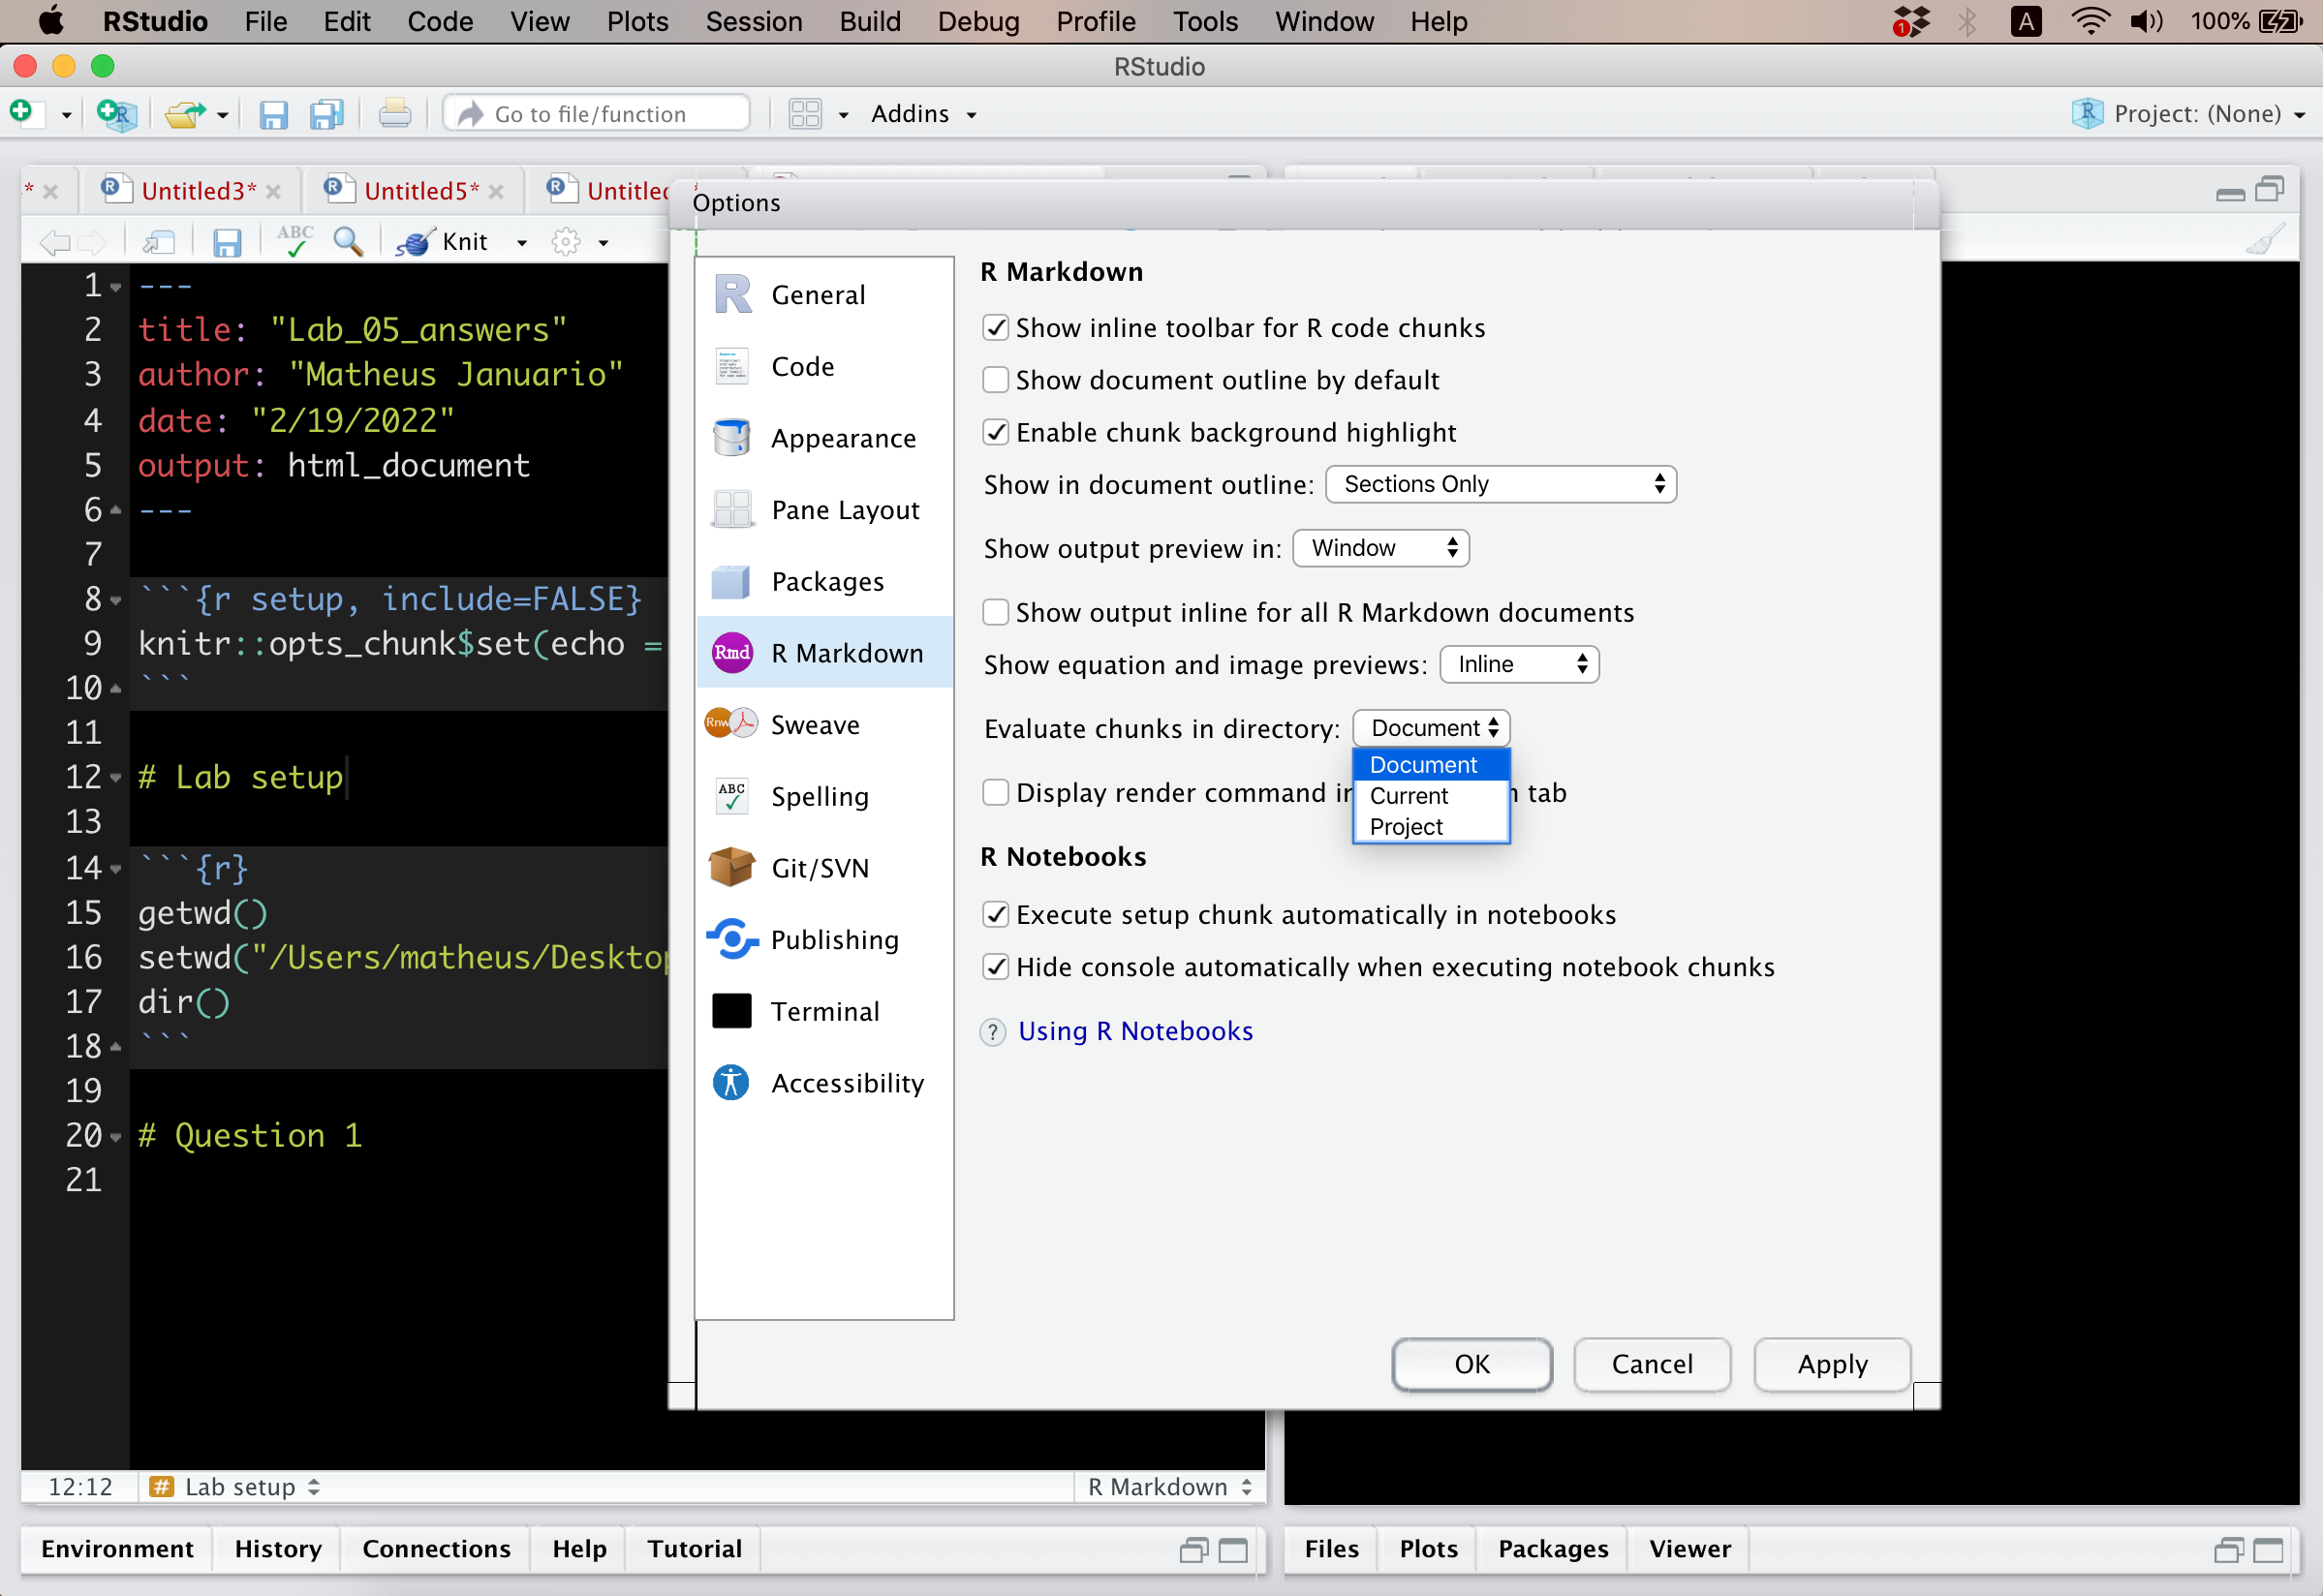 RStudio File Edit Code View Plots Session Build Debug Profile Tools Window Help 1 A 100%
RStudio
Go to file/function Addins Project: (None)
* Untitled3* Untitled5*
Options
Knit
1 ---
2 title: "Lab_05_answers"
3 author: "Matheus Januario"
4 date: "2/19/2022"
5 output: html_document
6 ---
7
8 ```{r setup, include=FALSE}
9 knitr::opts_chunk$set(echo =
10 ```
11
12 # Lab setup
13
14 ```{r}
15 getwd()
16 setwd("/Users/matheus/Desktop
17 dir()
18 ```
19
20 # Question 1
21
General
Code
Appearance
Pane Layout
Packages
Rmd R Markdown
Rnw Sweave
ABC Spelling
Git/SVN
Publishing
Terminal
Accessibility
R Markdown
Show inline toolbar for R code chunks
Show document outline by default
Enable chunk background highlight
Show in document outline: Sections Only
Show output preview in: Window
Show output inline for all R Markdown documents
Show equation and image previews: Inline
Evaluate chunks in directory: Document
Document
Current
Project
Display render command in tab
R Notebooks
Execute setup chunk automatically in notebooks
Hide console automatically when executing notebook chunks
? Using R Notebooks
OK Cancel Apply
12:12 # Lab setup R Markdown
Environment History Connections Help Tutorial
Files Plots Packages Viewer